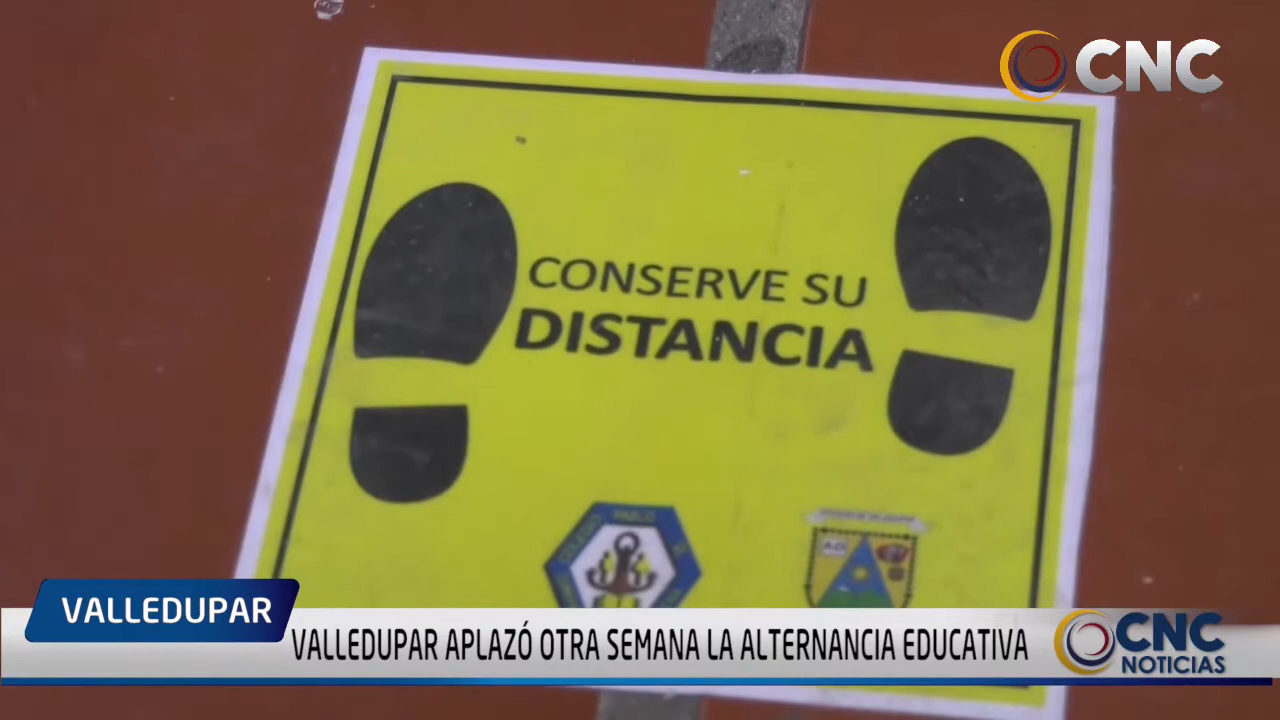 CNC
CONSERVE SU
DISTANCIA
VALLEDUPAR
VALLEDUPAR APLAZÓ OTRA SEMANA LA ALTERNANCIA EDUCATIVA
CNC
NOTICIAS